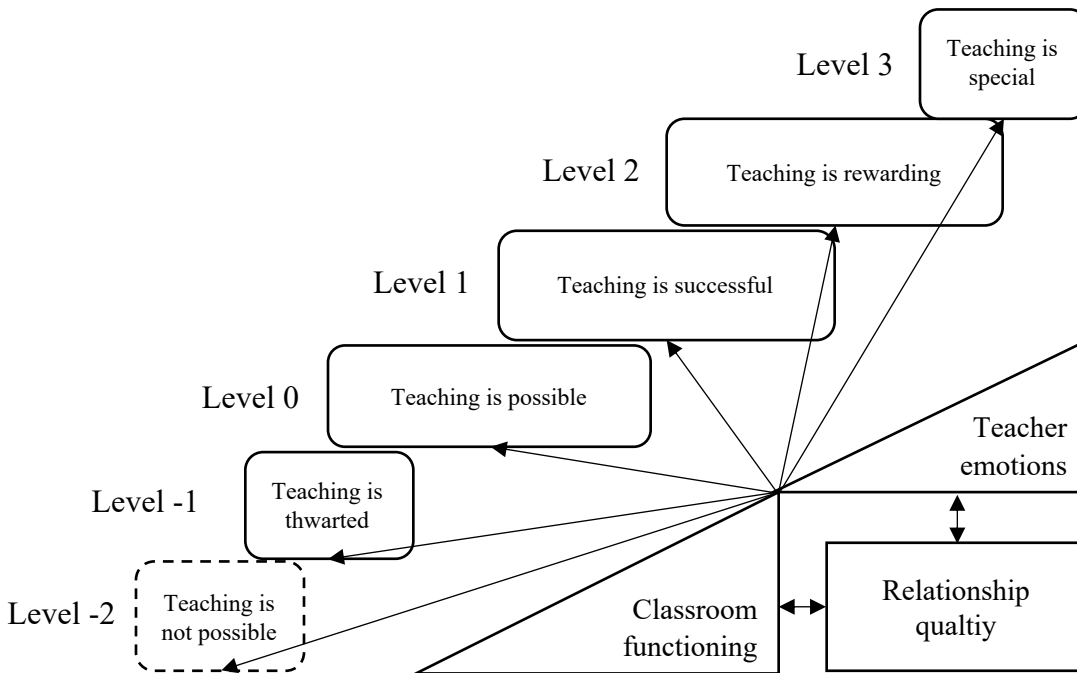 Level 3
Teaching is
special
Level 2
Teaching is rewarding
Level 1
Teaching is successful
Level 0
Teaching is possible
Level -1
Teaching is
thwarted
Level -2
Teaching is
not possible
Teacher
emotions
Classroom
functioning
Relationship
qualtiy